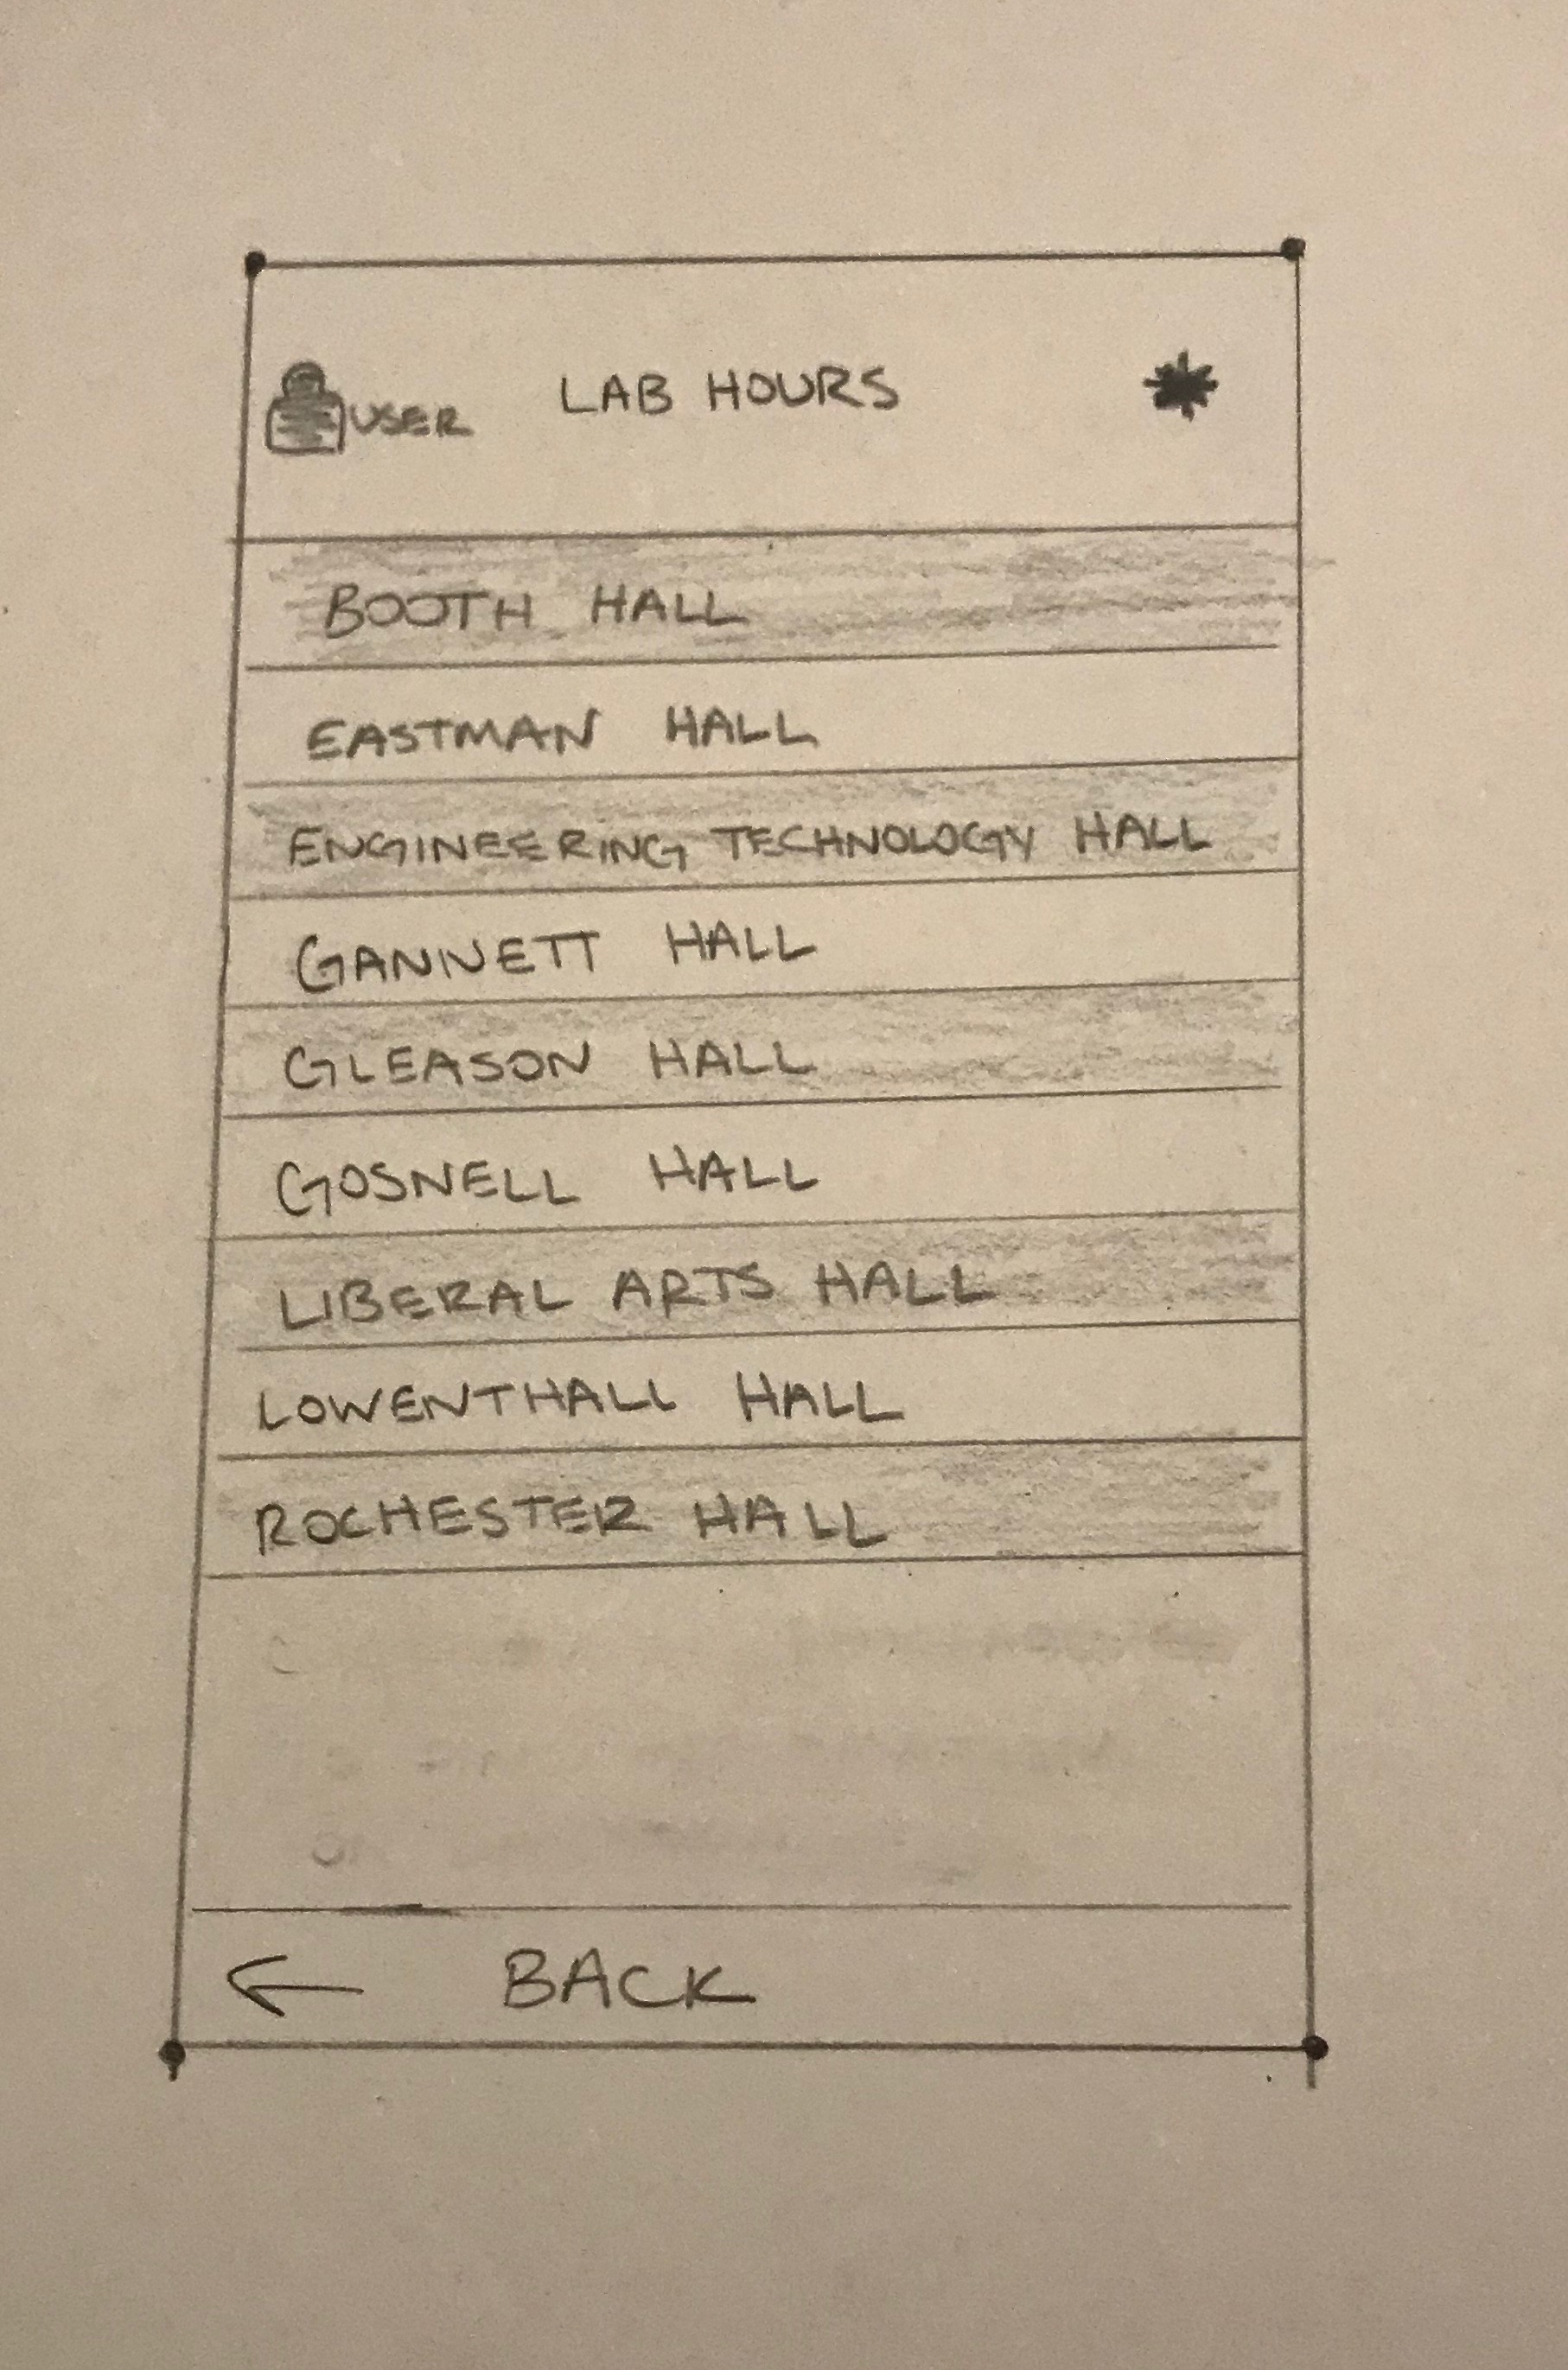 USER LAB HOURS
BOOTH HALL
EASTMAN HALL
ENGINEERING TECHNOLOGY HALL
GANNETT HALL
GLEASON HALL
GOSNELL HALL
LIBERAL ARTS HALL
LOWENTHALL HALL
ROCHESTER HALL
← BACK